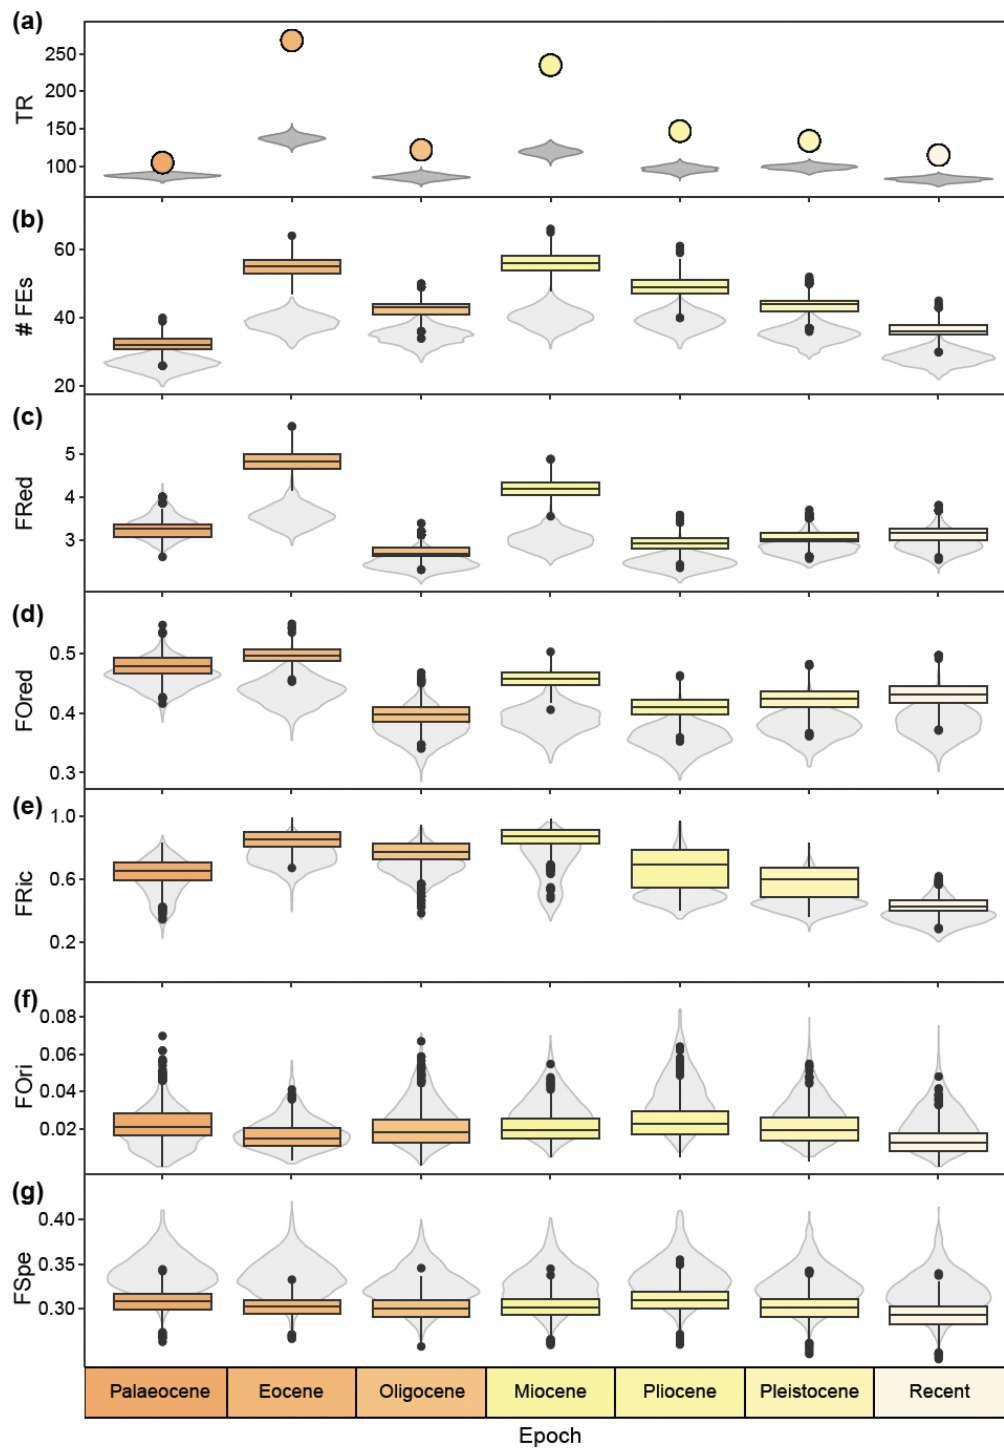 (a)
TR
250
200
150
100
(b)
# FEs
60
40
20
(c)
FRed
5
4
3
(d)
FOred
0.5
0.4
0.3
(e)
FRic
1.0
0.6
0.2
(f)
FOri
0.08
0.06
0.04
0.02
(g)
FSpe
0.40
0.35
0.30
Palaeocene Eocene Oligocene Miocene Pliocene Pleistocene Recent
Epoch